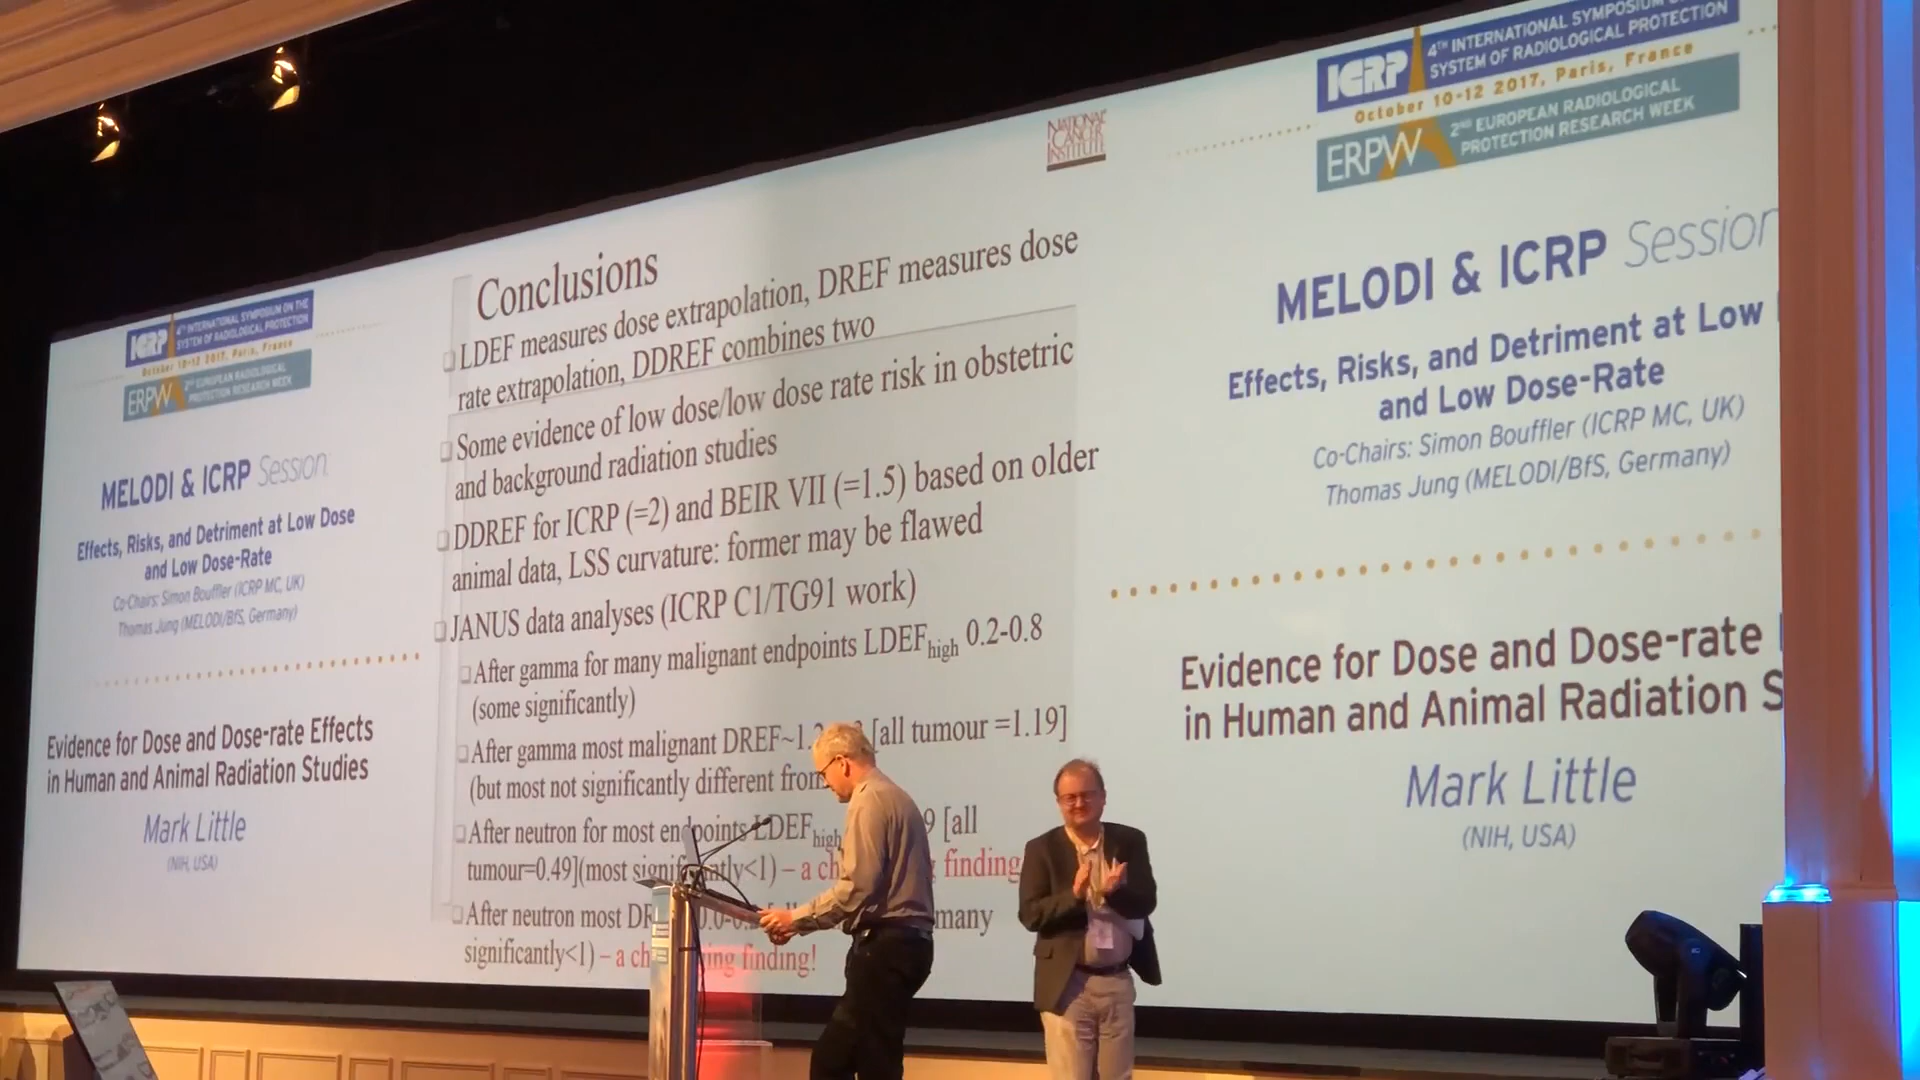 ICRP
4TH INTERNATIONAL SYMPOSIUM ON THE
SYSTEM OF RADIOLOGICAL PROTECTION
October 10-12 2017, Paris, France
ERPW
2ND EUROPEAN RADIOLOGICAL
PROTECTION RESEARCH WEEK
MELODI & ICRP Session
Effects, Risks, and Detriment at Low Dose
and Low Dose-Rate
Co-Chairs: Simon Bouffler (ICRP MC, UK)
Thomas Jung (MELODI/BfS, Germany)
Evidence for Dose and Dose-rate Effects
in Human and Animal Radiation Studies
Mark Little
(NIH, USA)
NATIONAL
CANCER
INSTITUTE
Conclusions
LDEF measures dose extrapolation, DREF measures dose
rate extrapolation, DDREF combines two
Some evidence of low dose/low dose rate risk in obstetric
and background radiation studies
DDREF for ICRP (=2) and BEIR VII (=1.5) based on older
animal data, LSS curvature: former may be flawed
JANUS data analyses (ICRP C1/TG91 work)
After gamma for many malignant endpoints LDEFhigh 0.2-0.8
(some significantly)
After gamma most malignant DREF~1. [all tumour =1.19]
(but most not significantly different from
After neutron for most endpoints LDEFhigh 9 [all
tumour=0.49](most significantly<1) – a ch finding
After neutron most DR many
significantly<1) – a ch ing finding!
ICRP
4TH INTERNATIONAL SYMPOSIUM
SYSTEM OF RADIOLOGICAL PROTECTION
October 10-12 2017, Paris, France
ERPW
2ND EUROPEAN RADIOLOGICAL
PROTECTION RESEARCH WEEK
MELODI & ICRP Session
Effects, Risks, and Detriment at Low
and Low Dose-Rate
Co-Chairs: Simon Bouffler (ICRP MC, UK)
Thomas Jung (MELODI/BfS, Germany)
Evidence for Dose and Dose-rate
in Human and Animal Radiation S
Mark Little
(NIH, USA)